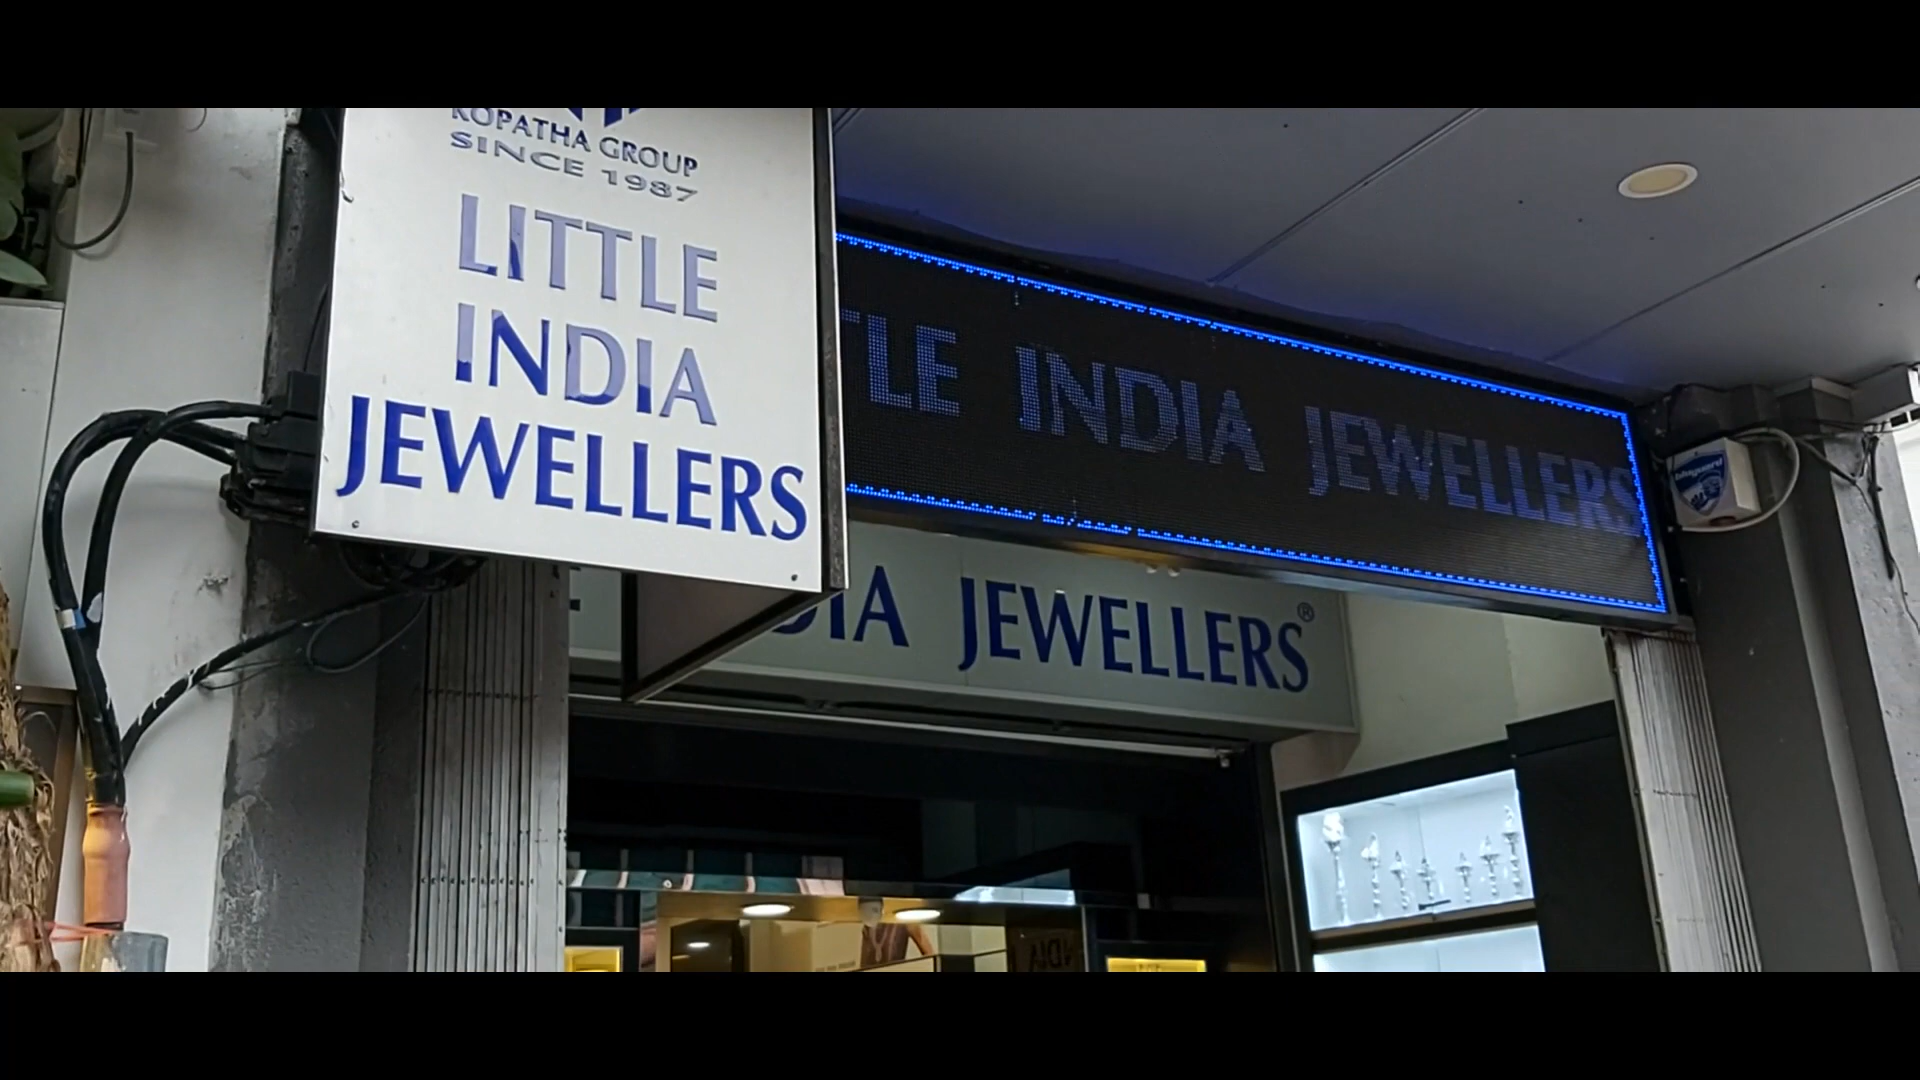 KOPATHA GROUP
SINCE 1987
LITTLE
INDIA
JEWELLERS
TLE INDIA JEWELLERS
DIA JEWELLERS®